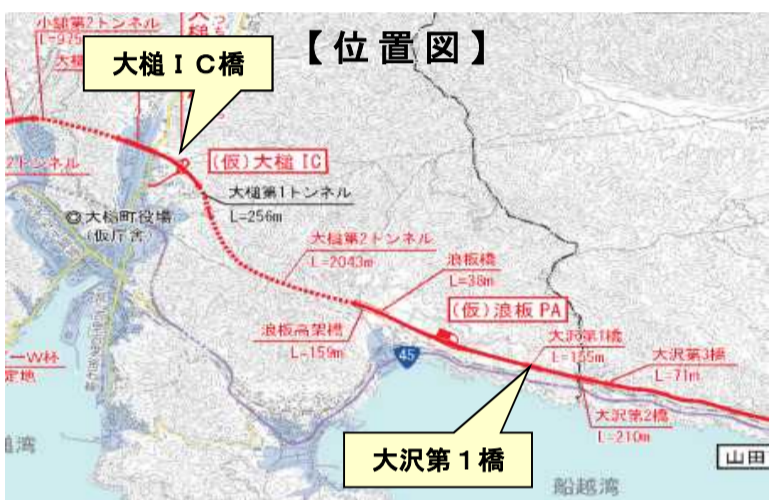 【位置図】
小鎚第2トンネル
大槌ＩＣ橋
2トンネル
(仮)大槌IC
大槌第1トンネル
L=256m
◎大槌町役場
(仮庁舎)
大槌第2トンネル
L=2043m
浪板橋
L=38m
(仮)浪板PA
浪板高架橋
L=159m
45
大沢第1橋
L=155m
大沢第3橋
L=71m
大沢第2橋
L=210m
大沢第１橋
山田
船越湾
定地
槌湾